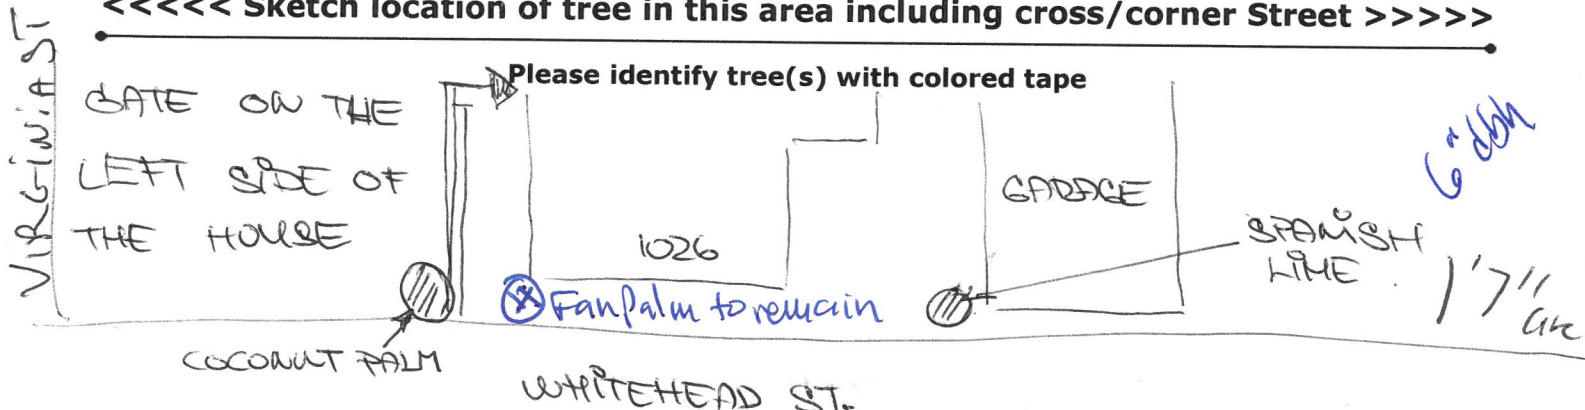 <<<<< Sketch location of tree in this area including cross/corner Street >>>>>
Please identify tree(s) with colored tape
VIRGINIA ST
GATE ON THE
LEFT SIDE OF
THE HOUSE
1026
GARAGE
6" dbh
SPANISH
LIME
1'7"
Fan Palm to remain
COCONUT PALM
WHITEHEAD ST.